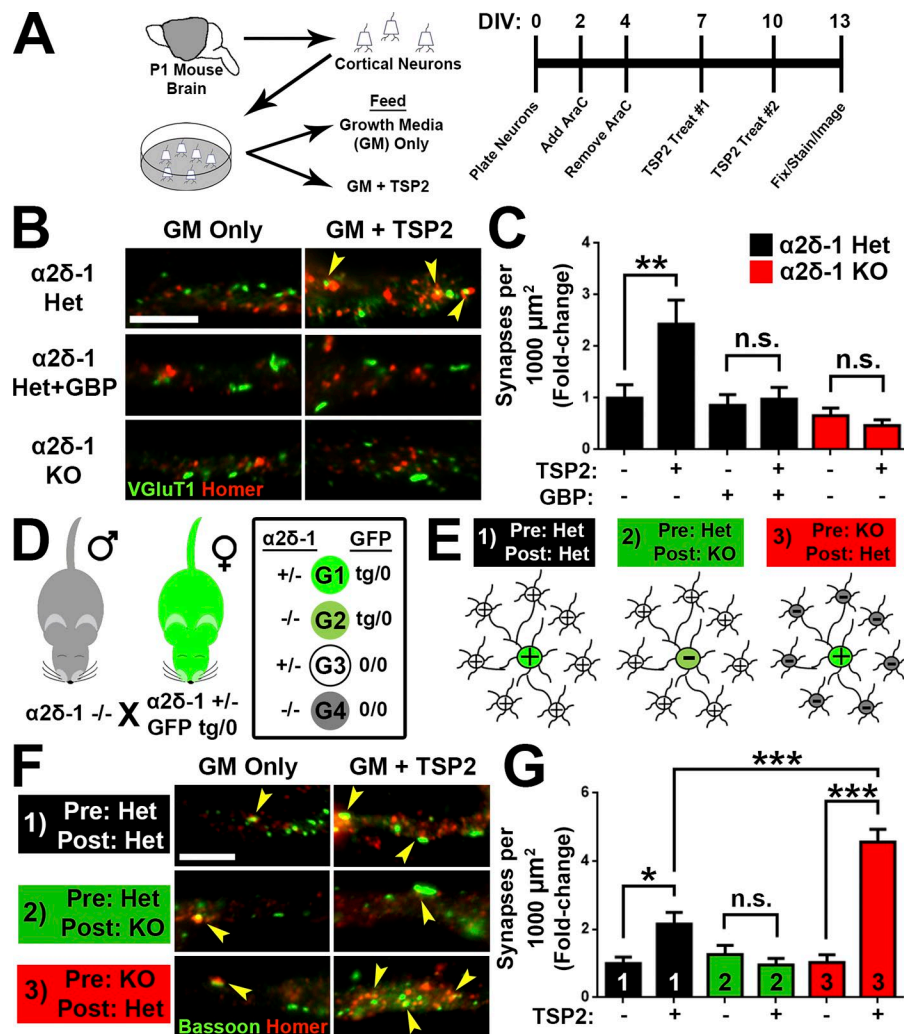 A
P1 Mouse
Brain
Cortical Neurons
Feed
Growth Media
(GM) Only
GM + TSP2
DIV: 0 2 4 7 10 13
Plate Neurons
Add AraC
Remove AraC
TSP2 Treat #1
TSP2 Treat #2
Fix/Stain/Image
B
GM Only GM + TSP2
α2δ-1
Het
α2δ-1
Het+GBP
α2δ-1
KO
VGluT1 Homer
C
α2δ-1 Het
α2δ-1 KO
Synapses per
1000 μm²
(Fold-change)
4
3
2
1
0
** n.s. n.s.
TSP2: - + - + - +
GBP: - - + + - -
D
♂ ♀
α2δ-1 -/- X α2δ-1 +/-
GFP tg/0
α2δ-1 GFP
+/- G1 tg/0
-/- G2 tg/0
+/- G3 0/0
-/- G4 0/0
E
1) Pre: Het
Post: Het
2) Pre: Het
Post: KO
3) Pre: KO
Post: Het
F
GM Only GM + TSP2
1) Pre: Het
Post: Het
2) Pre: Het
Post: KO
3) Pre: KO
Post: Het
Bassoon Homer
G
Synapses per
1000 μm²
(Fold-change)
6
4
2
0
***
* n.s. ***
1 1 2 2 3 3
TSP2: - + - + - +